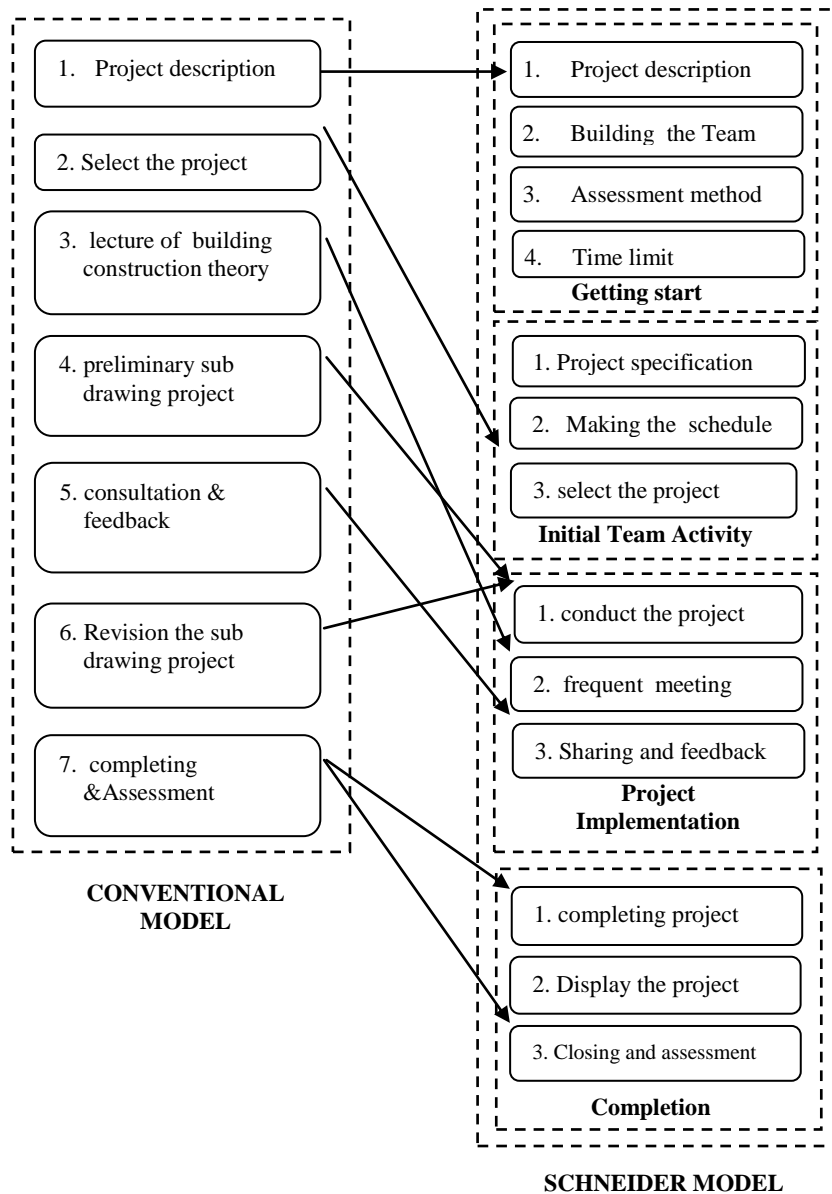 1. Project description
2. Select the project
3. lecture of building
construction theory
4. preliminary sub
drawing project
5. consultation &
feedback
6. Revision the sub
drawing project
7. completing
&Assessment
CONVENTIONAL
MODEL
1. Project description
2. Building the Team
3. Assessment method
4. Time limit
Getting start
1. Project specification
2. Making the schedule
3. select the project
Initial Team Activity
1. conduct the project
2. frequent meeting
3. Sharing and feedback
Project
Implementation
1. completing project
2. Display the project
3. Closing and assessment
Completion
SCHNEIDER MODEL